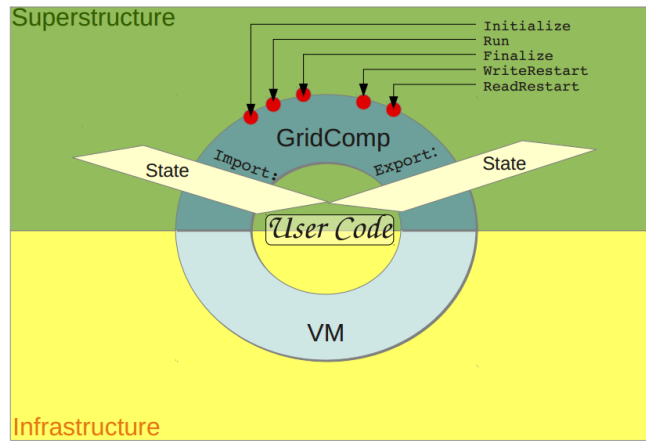 Superstructure
Initialize
Run
Finalize
WriteRestart
ReadRestart
GridComp
Import:
Export:
State
State
User Code
VM
Infrastructure